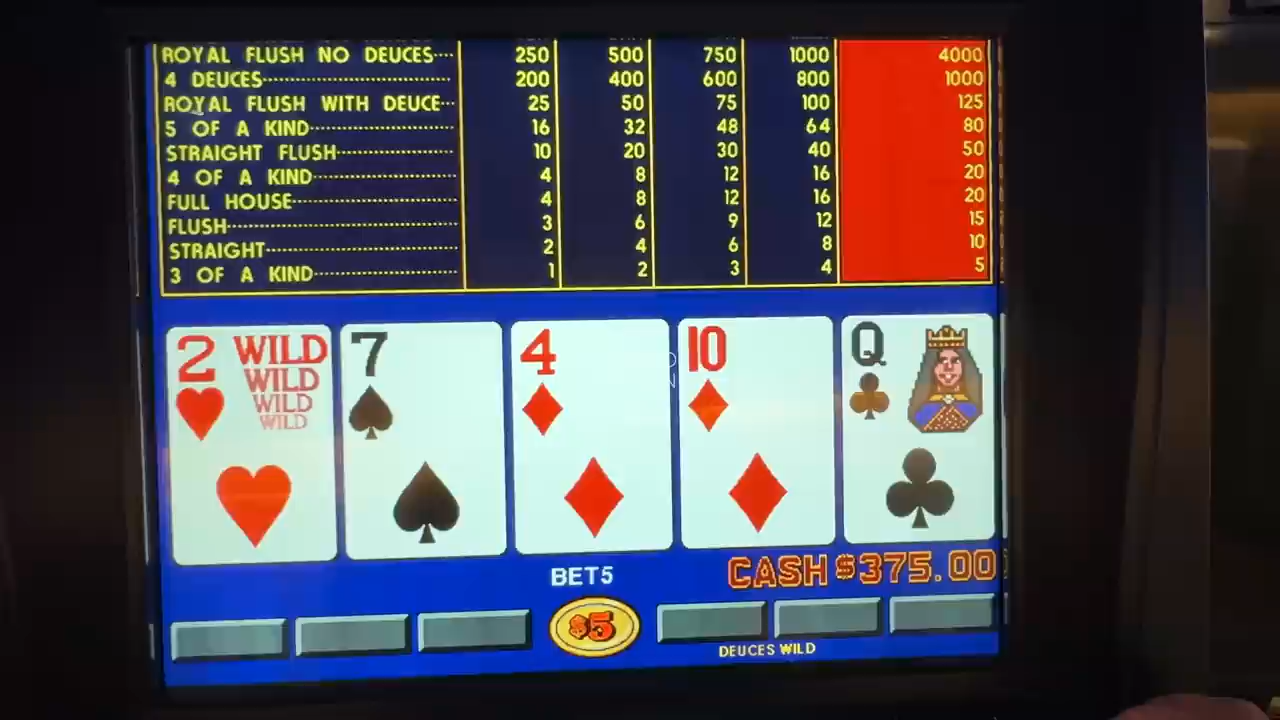 ROYAL FLUSH NO DEUCES 250 500 750 1000 4000
4 DEUCES 200 400 600 800 1000
ROYAL FLUSH WITH DEUCE 25 50 75 100 125
5 OF A KIND 16 32 48 64 80
STRAIGHT FLUSH 10 20 30 40 50
4 OF A KIND 4 8 12 16 20
FULL HOUSE 4 8 12 16 20
FLUSH 3 6 9 12 15
STRAIGHT 2 4 6 8 10
3 OF A KIND 1 2 3 4 5
2 WILD 7 4 10 Q
WILD
WILD
WILD
BET5 CASH $375.00
$5
DEUCES WILD